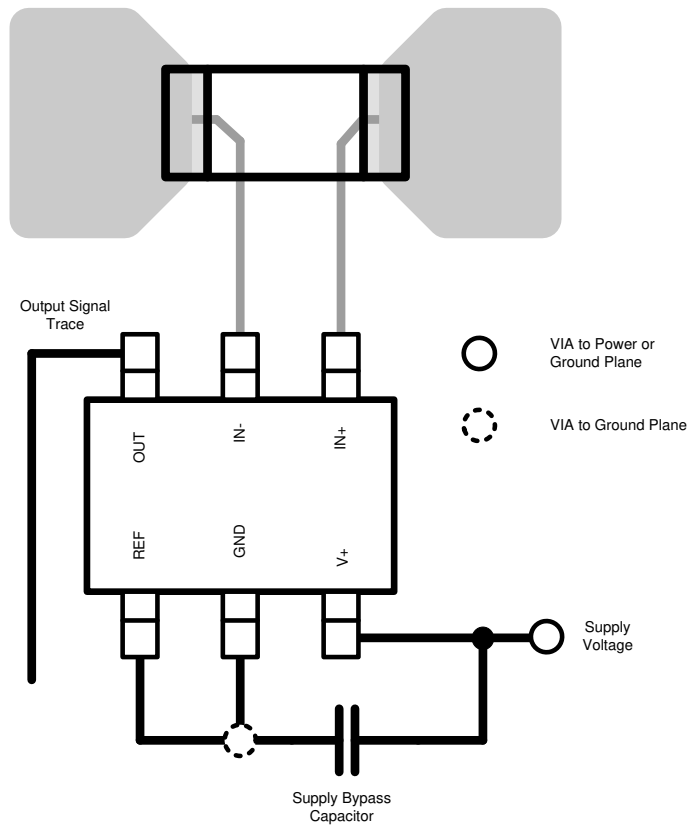 Output Signal
Trace
VIA to Power or
Ground Plane
VIA to Ground Plane
OUT
IN-
IN+
REF
GND
V+
Supply
Voltage
Supply Bypass
Capacitor